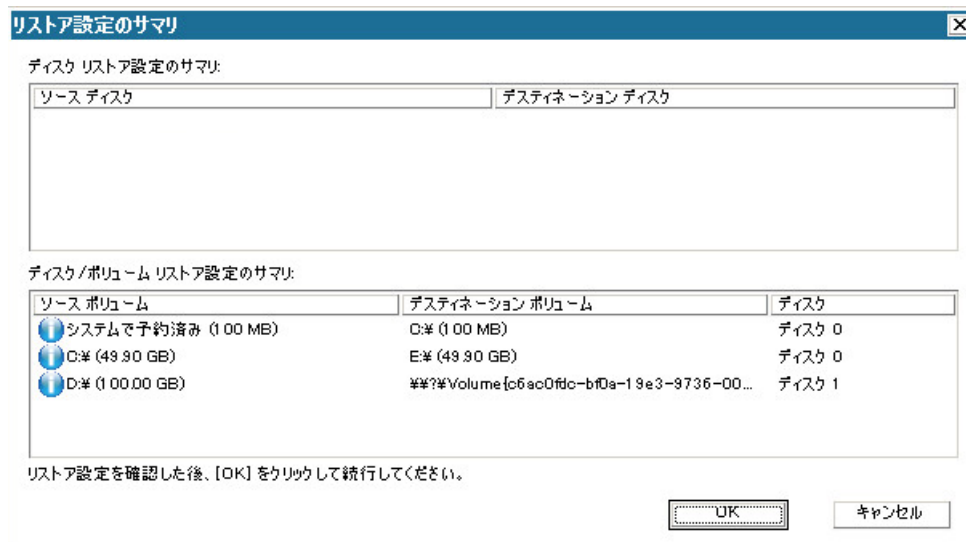 リストア設定のサマリ
ディスク リストア設定のサマリ:
ソース ディスク デスティネーション ディスク
ディスク/ボリューム リストア設定のサマリ:
ソース ボリューム デスティネーション ボリューム ディスク
システムで予約済み (100 MB) C:¥ (100 MB) ディスク 0
C:¥ (49.90 GB) E:¥ (49.90 GB) ディスク 0
D:¥ (100.00 GB) ¥¥?¥Volume{c6ac0fdc-bf0a-19e3-9736-00... ディスク 1
リストア設定を確認した後、[OK] をクリックして続行してください。
OK キャンセル